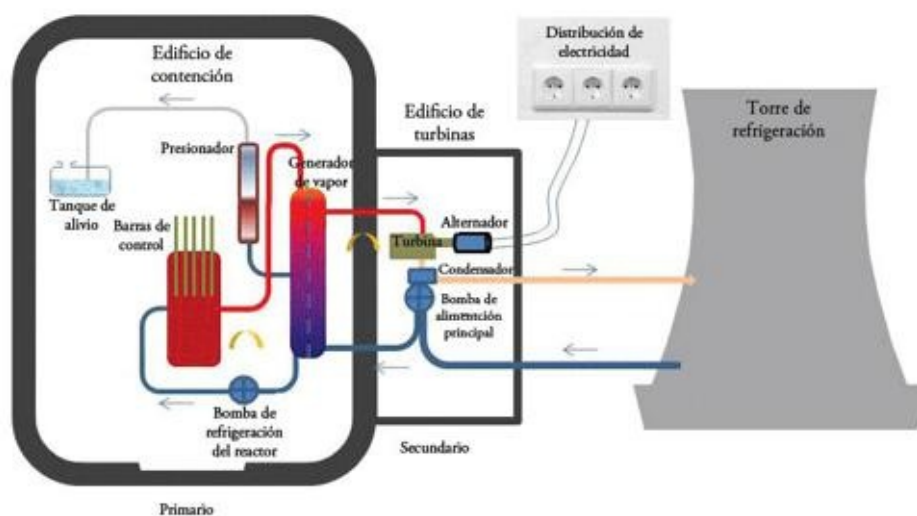 Edificio de
contención
Distribución de
electricidad
Torre de
refrigeración
Edificio de
turbinas
Presionador
Generador
de vapor
Tanque de
alivio
Barras de
control
Alternador
Turbina
Condensador
Bomba de
alimentción
principal
Bomba de
refrigeración
del reactor
Secundario
Primario